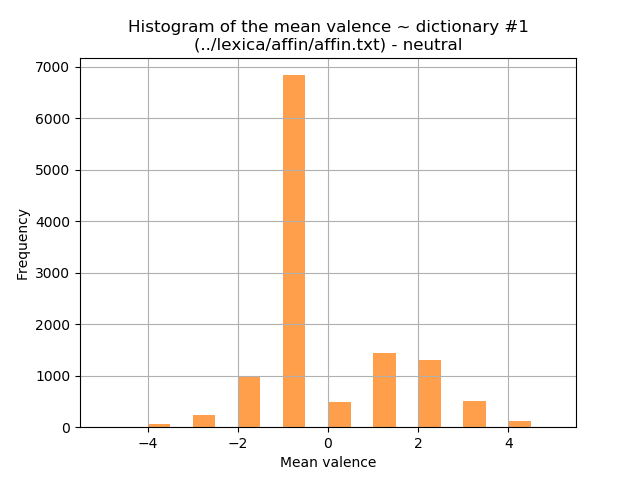 Histogram of the mean valence ~ dictionary #1
(../lexica/affin/affin.txt) - neutral
7000
6000
5000
4000
3000
2000
1000
0
Frequency
−4 −2 0 2 4
Mean valence